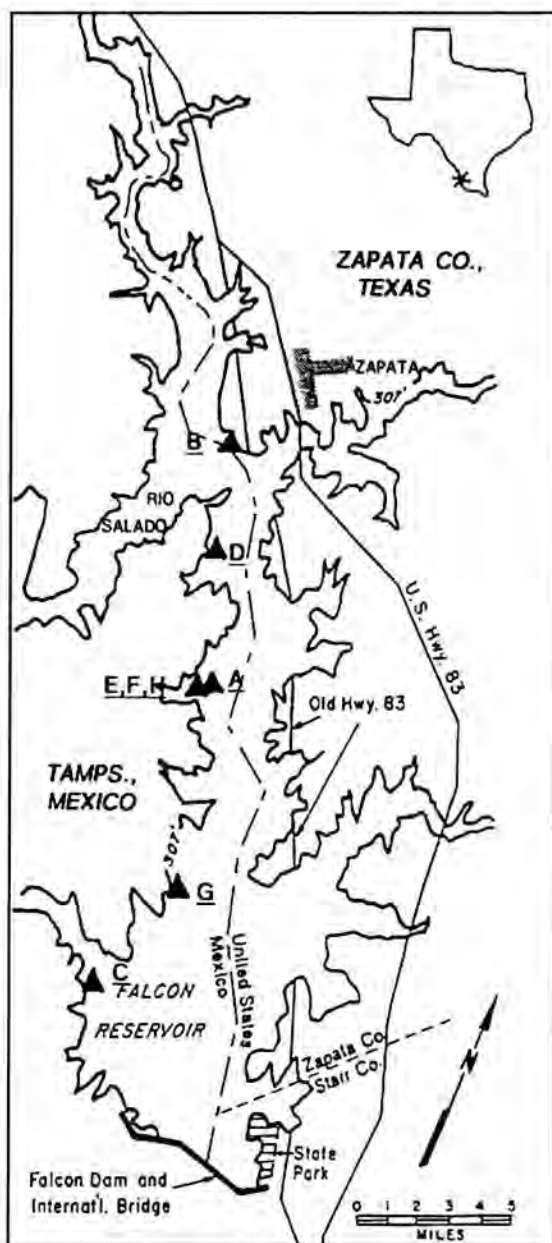 ZAPATA CO.,
TEXAS
ZAPATA
307'
B
RIO
SALADO
D
U.S. Hwy. 83
E,F,H
A
Old Hwy. 83
TAMPS.,
MEXICO
307'
G
United States
Mexico
C
FALCON
RESERVOIR
Zapata Co.
Starr Co.
N
State
Park
Falcon Dam and
Internat'l. Bridge
0 1 2 3 4 5
MILES